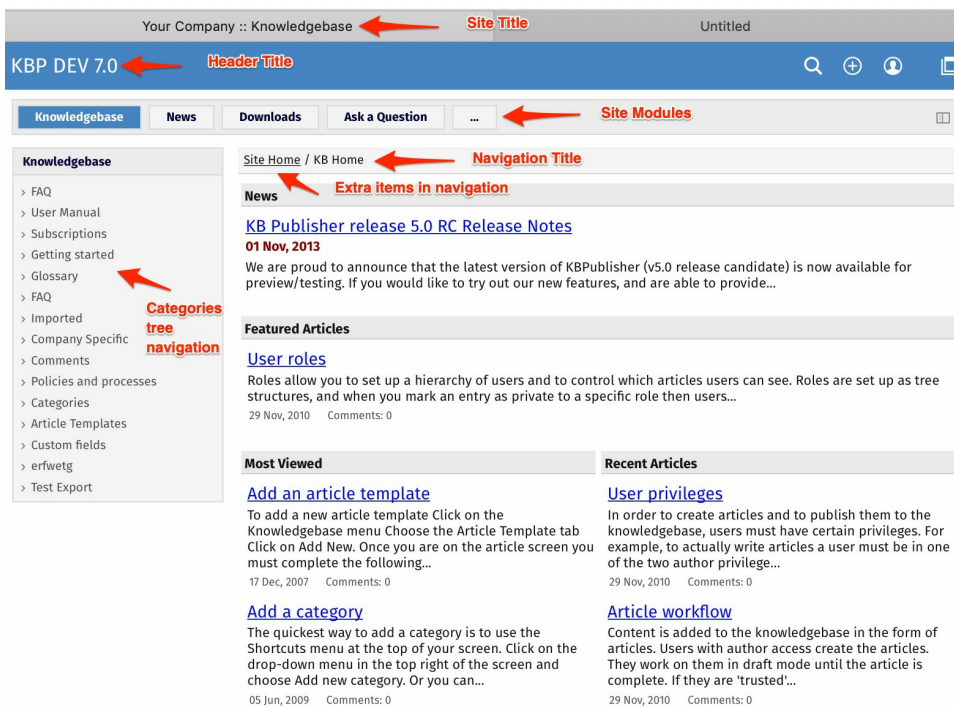 Your Company :: Knowledgebase
Site Title
Untitled
KBP DEV 7.0
Header Title
Knowledgebase
News
Downloads
Ask a Question
...
Site Modules
Knowledgebase
> FAQ
> User Manual
> Subscriptions
> Getting started
> Glossary
> FAQ
> Imported
> Company Specific
> Comments
> Policies and processes
> Categories
> Article Templates
> Custom fields
> erfwetg
> Test Export
Categories
tree
navigation
Site Home / KB Home
Navigation Title
Extra items in navigation
News
KB Publisher release 5.0 RC Release Notes
01 Nov, 2013
We are proud to announce that the latest version of KBPublisher (v5.0 release candidate) is now available for
preview/testing. If you would like to try out our new features, and are able to provide...
Featured Articles
User roles
Roles allow you to set up a hierarchy of users and to control which articles users can see. Roles are set up as tree
structures, and when you mark an entry as private to a specific role then users...
29 Nov, 2010 Comments: 0
Most Viewed
Add an article template
To add a new article template Click on the
Knowledgebase menu Choose the Article Template tab
Click on Add New. Once you are on the article screen you
must complete the following...
17 Dec, 2007 Comments: 0
Add a category
The quickest way to add a category is to use the
Shortcuts menu at the top of your screen. Click on the
drop-down menu in the top right of the screen and
choose Add new category. Or you can...
05 Jun, 2009 Comments: 0
Recent Articles
User privileges
In order to create articles and to publish them to the
knowledgebase, users must have certain privileges. For
example, to actually write articles a user must be in one
of the two author privilege...
29 Nov, 2010 Comments: 0
Article workflow
Content is added to the knowledgebase in the form of
articles. Users with author access create the articles.
They work on them in draft mode until the article is
complete. If they are 'trusted'...
29 Nov, 2010 Comments: 0